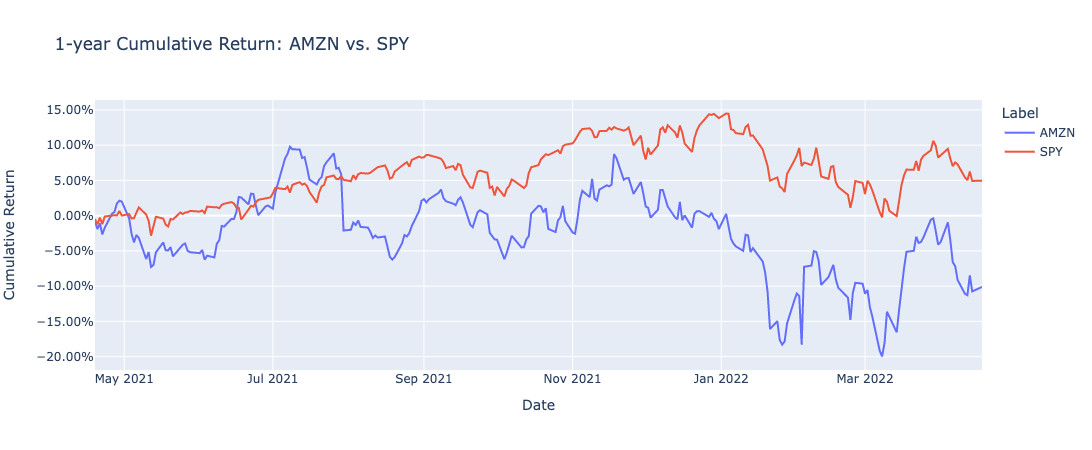 1-year Cumulative Return: AMZN vs. SPY
Label
AMZN
SPY
Cumulative Return
15.00%
10.00%
5.00%
0.00%
−5.00%
−10.00%
−15.00%
−20.00%
May 2021
Jul 2021
Sep 2021
Nov 2021
Jan 2022
Mar 2022
Date